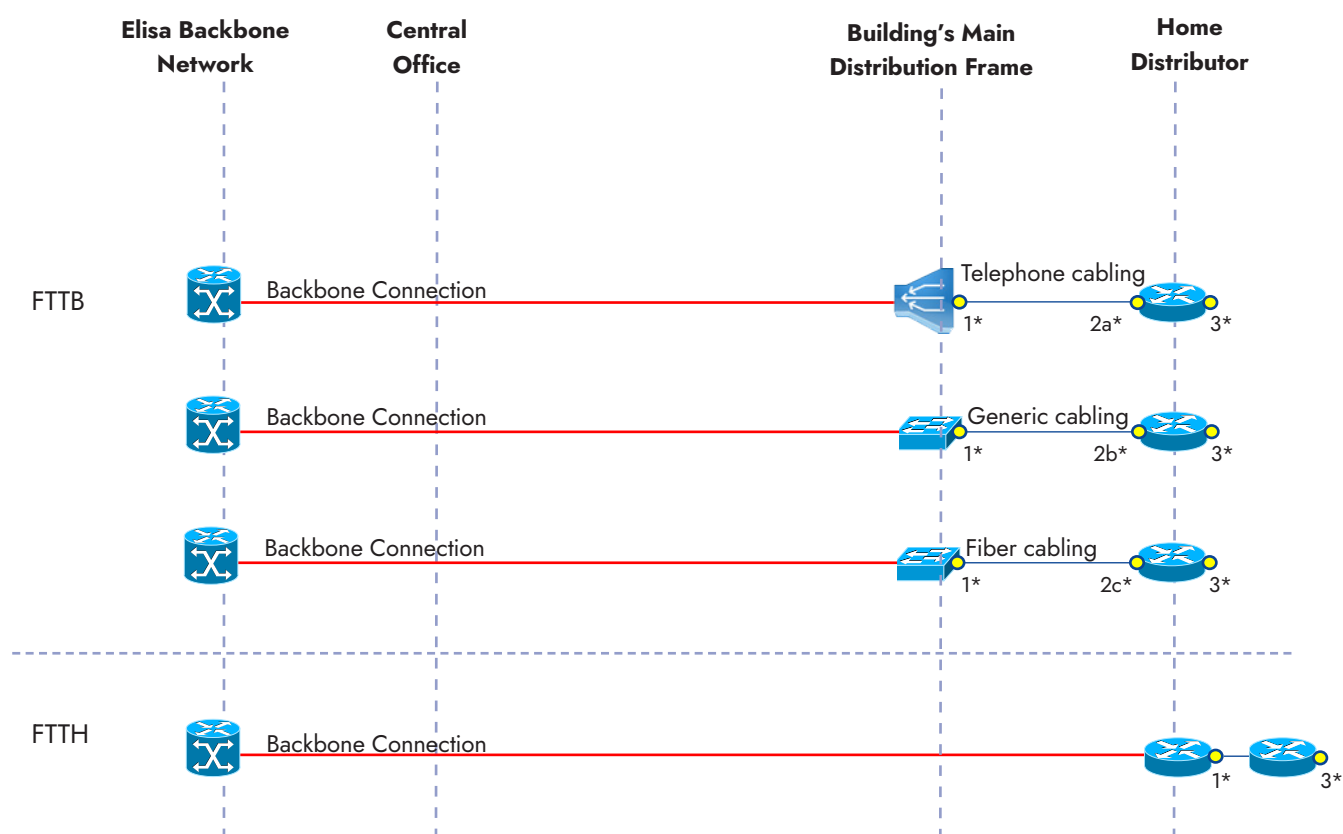 Elisa Backbone
Network
Central
Office
Building's Main
Distribution Frame
Home
Distributor
FTTB
Backbone Connection
Telephone cabling
1*
2a*
3*
Backbone Connection
Generic cabling
1*
2b*
3*
Backbone Connection
Fiber cabling
1*
2c*
3*
FTTH
Backbone Connection
1*
3*